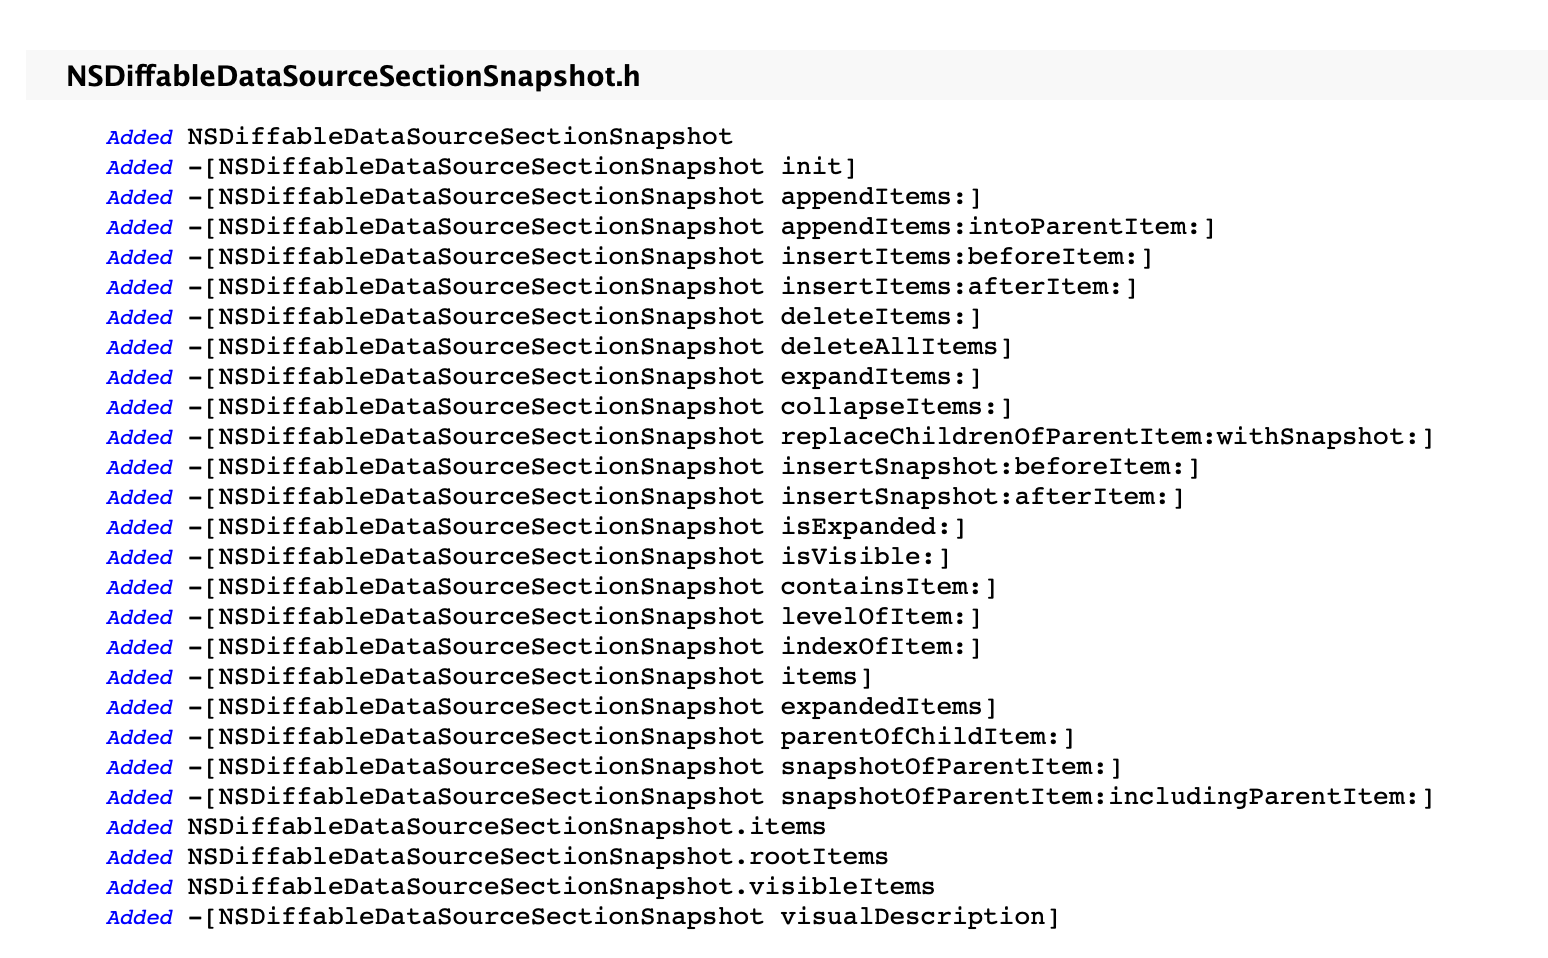 NSDiffableDataSourceSectionSnapshot.h
Added NSDiffableDataSourceSectionSnapshot
Added -[NSDiffableDataSourceSectionSnapshot init]
Added -[NSDiffableDataSourceSectionSnapshot appendItems:]
Added -[NSDiffableDataSourceSectionSnapshot appendItems:intoParentItem:]
Added -[NSDiffableDataSourceSectionSnapshot insertItems:beforeItem:]
Added -[NSDiffableDataSourceSectionSnapshot insertItems:afterItem:]
Added -[NSDiffableDataSourceSectionSnapshot deleteItems:]
Added -[NSDiffableDataSourceSectionSnapshot deleteAllItems]
Added -[NSDiffableDataSourceSectionSnapshot expandItems:]
Added -[NSDiffableDataSourceSectionSnapshot collapseItems:]
Added -[NSDiffableDataSourceSectionSnapshot replaceChildrenOfParentItem:withSnapshot:]
Added -[NSDiffableDataSourceSectionSnapshot insertSnapshot:beforeItem:]
Added -[NSDiffableDataSourceSectionSnapshot insertSnapshot:afterItem:]
Added -[NSDiffableDataSourceSectionSnapshot isExpanded:]
Added -[NSDiffableDataSourceSectionSnapshot isVisible:]
Added -[NSDiffableDataSourceSectionSnapshot containsItem:]
Added -[NSDiffableDataSourceSectionSnapshot levelOfItem:]
Added -[NSDiffableDataSourceSectionSnapshot indexOfItem:]
Added -[NSDiffableDataSourceSectionSnapshot items]
Added -[NSDiffableDataSourceSectionSnapshot expandedItems]
Added -[NSDiffableDataSourceSectionSnapshot parentOfChildItem:]
Added -[NSDiffableDataSourceSectionSnapshot snapshotOfParentItem:]
Added -[NSDiffableDataSourceSectionSnapshot snapshotOfParentItem:includingParentItem:]
Added NSDiffableDataSourceSectionSnapshot.items
Added NSDiffableDataSourceSectionSnapshot.rootItems
Added NSDiffableDataSourceSectionSnapshot.visibleItems
Added -[NSDiffableDataSourceSectionSnapshot visualDescription]